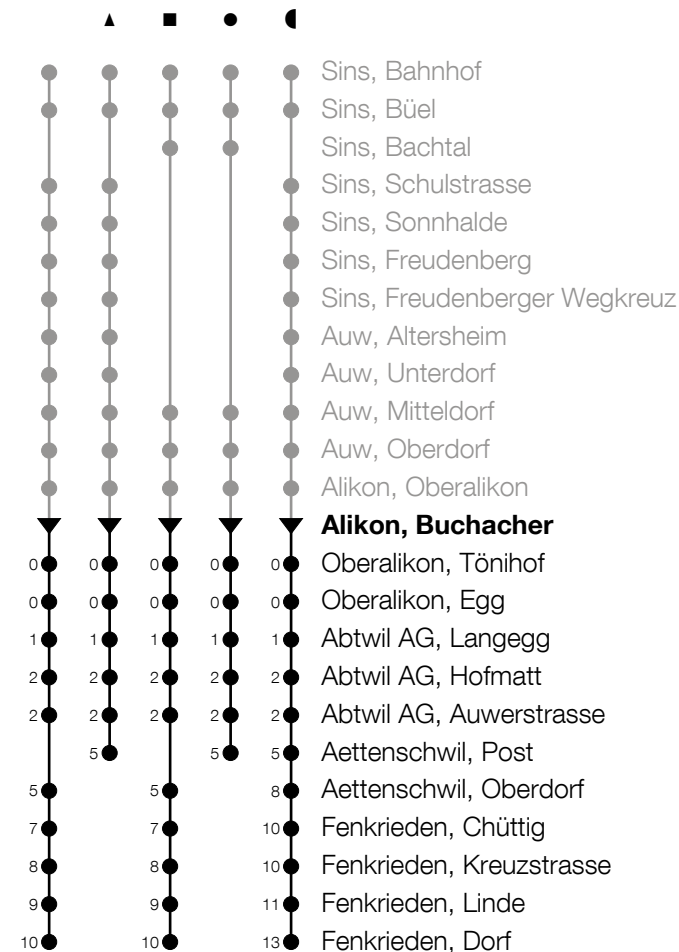 Sins, Bahnhof
Sins, Büel
Sins, Bachtal
Sins, Schulstrasse
Sins, Sonnhalde
Sins, Freudenberg
Sins, Freudenberger Wegkreuz
Auw, Altersheim
Auw, Unterdorf
Auw, Mitteldorf
Auw, Oberdorf
Alikon, Oberalikon
Alikon, Buchacher
0 0 0 0 0 Oberalikon, Tönihof
0 0 0 0 0 Oberalikon, Egg
1 1 1 1 1 Abtwil AG, Langegg
2 2 2 2 2 Abtwil AG, Hofmatt
2 2 2 2 2 Abtwil AG, Auwerstrasse
5 5 5 Aettenschwil, Post
5 5 8 Aettenschwil, Oberdorf
7 7 10 Fenkrieden, Chüttig
8 8 10 Fenkrieden, Kreuzstrasse
9 9 11 Fenkrieden, Linde
10 10 13 Fenkrieden, Dorf